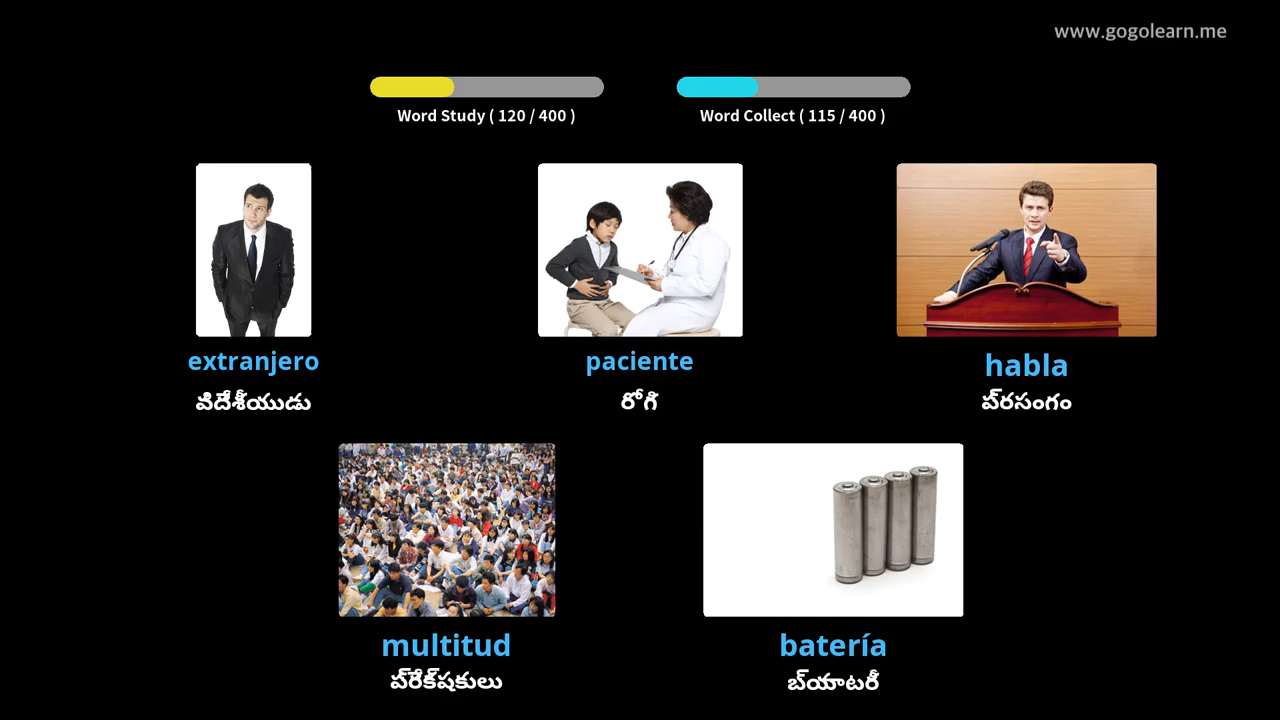 www.gogolearn.me
Word Study ( 120 / 400 )
Word Collect ( 115 / 400 )
extranjero
విదేశీయుడు
paciente
రోగి
habla
ప్రసంగం
multitud
ప్రేక్షకులు
batería
బ్యాటరీ